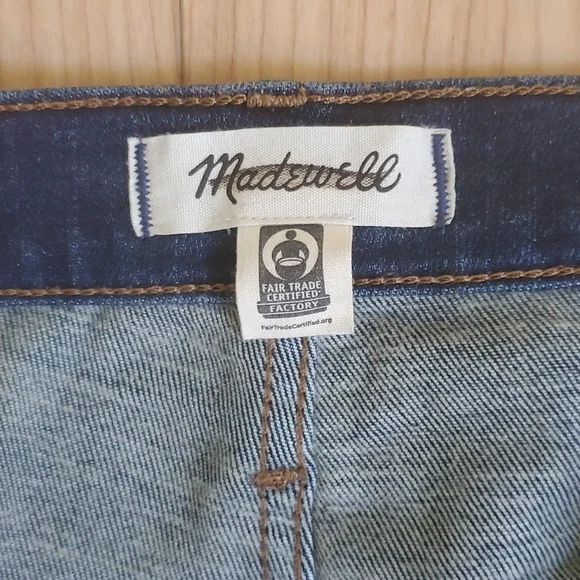 Madewell
FAIR TRADE
CERTIFIED
FACTORY
FairTradeCertified.org